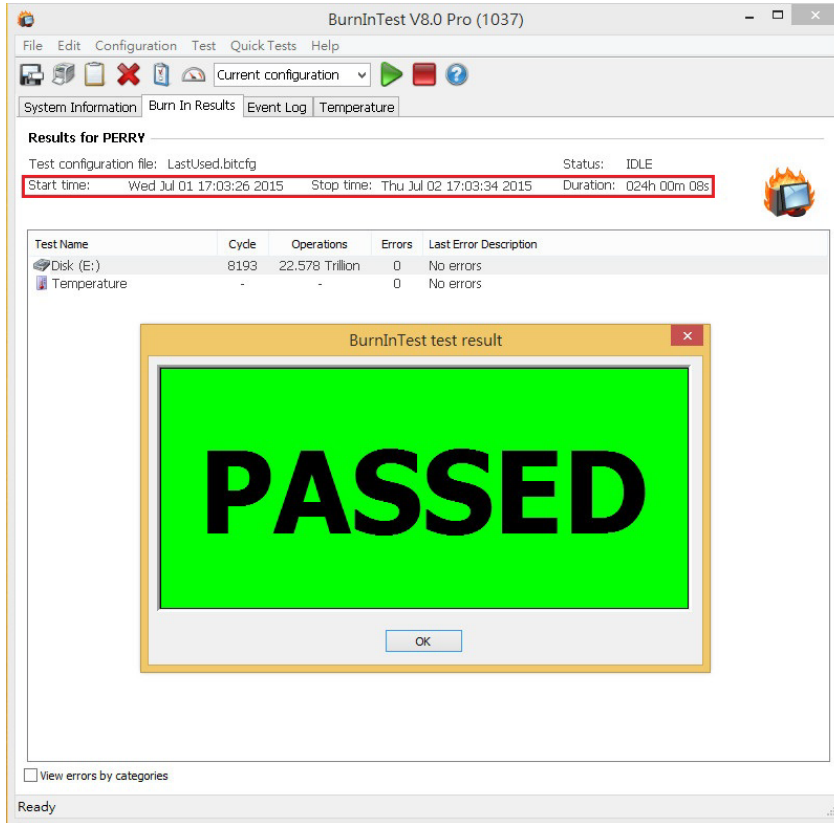 BurnInTest V8.0 Pro (1037)
File Edit Configuration Test Quick Tests Help
Current configuration
System Information Burn In Results Event Log Temperature
Results for PERRY
Test configuration file: LastUsed.bitcfg Status: IDLE
Start time: Wed Jul 01 17:03:26 2015 Stop time: Thu Jul 02 17:03:34 2015 Duration: 024h 00m 08s
Test Name Cycle Operations Errors Last Error Description
Disk (E:) 8193 22.578 Trillion 0 No errors
Temperature - - 0 No errors
BurnInTest test result
PASSED
OK
View errors by categories
Ready